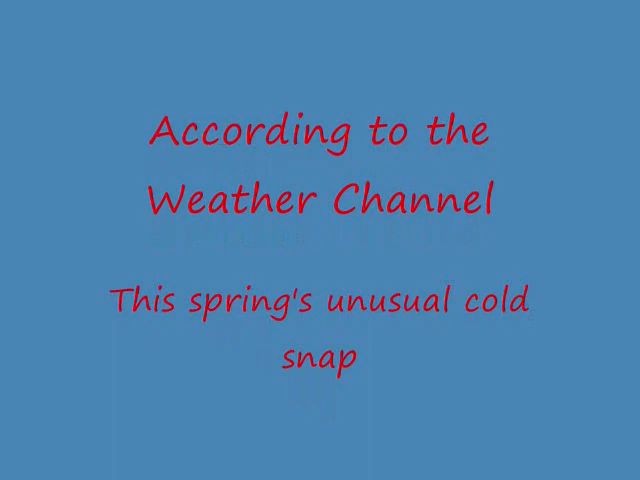 According to the
Weather Channel
This spring's unusual cold
snap